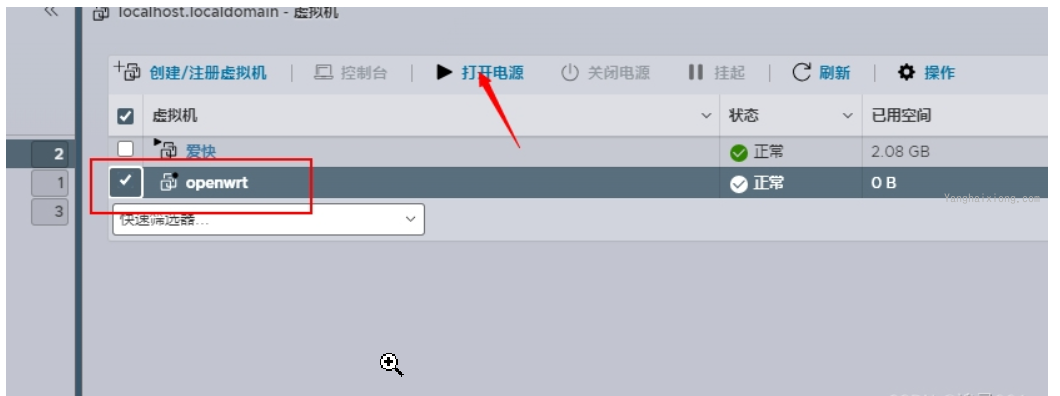 localhost.localdomain - 虚拟机
创建/注册虚拟机 | 控制台 | 打开电源 关闭电源 挂起 | 刷新 | 操作
虚拟机 状态 已用空间
2 爱快 正常 2.08 GB
1 openwrt 正常 0 B
Yanghaixiong.com
3 快速筛选器...